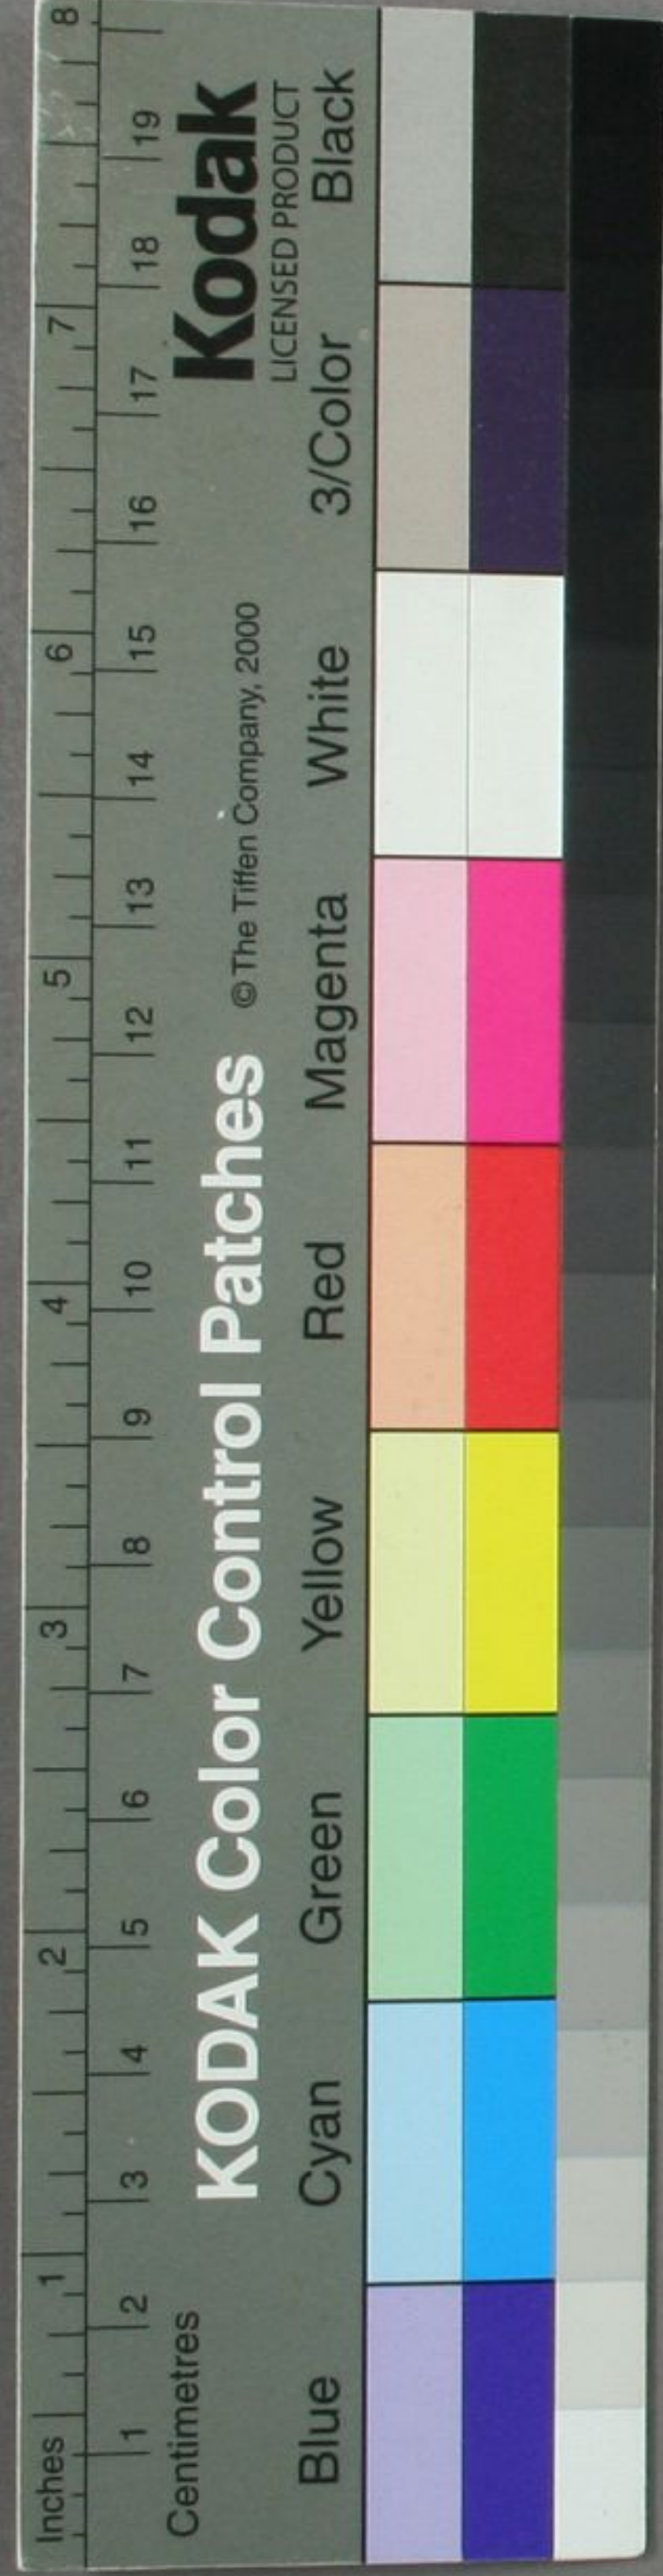 Inches 1 2 3 4 5 6 7 8
1 2 3 4 5 6 7 8 9 10 11 12 13 14 15 16 17 18 19
Centimetres
KODAK Color Control Patches © The Tiffen Company, 2000 Kodak
LICENSED PRODUCT
Blue Cyan Green Yellow Red Magenta White 3/Color Black